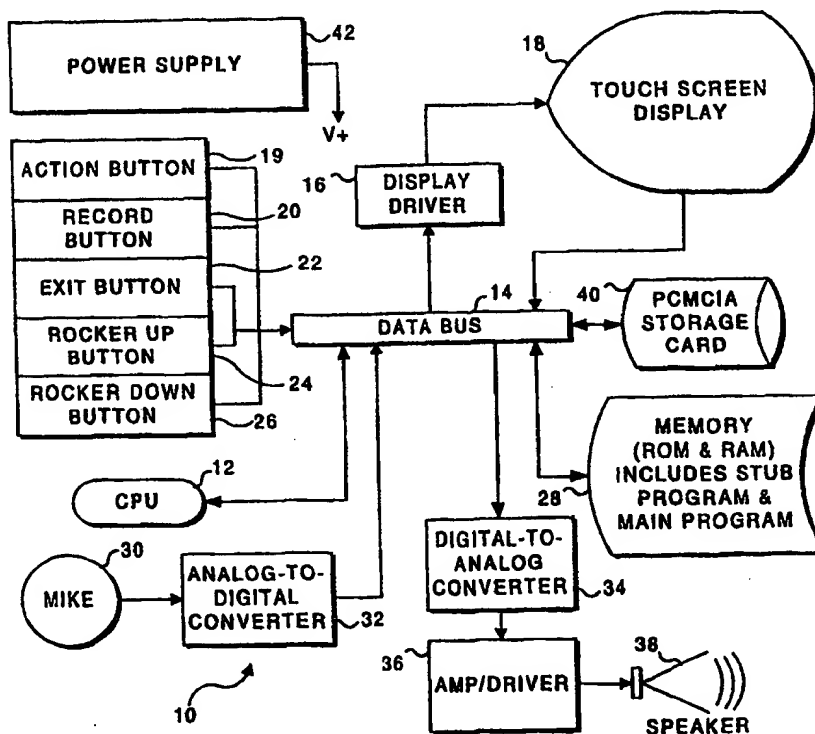 42
POWER SUPPLY
V+
18
TOUCH SCREEN
DISPLAY
19
ACTION BUTTON
20
RECORD
BUTTON
22
EXIT BUTTON
ROCKER UP
BUTTON
24
ROCKER DOWN
BUTTON
26
16
DISPLAY
DRIVER
14
DATA BUS
40
PCMCIA
STORAGE
CARD
12
CPU
MEMORY
(ROM & RAM)
INCLUDES STUB
PROGRAM &
MAIN PROGRAM
28
30
MIKE
ANALOG-TO-
DIGITAL
CONVERTER
32
DIGITAL-TO-
ANALOG
CONVERTER
34
36
AMP/DRIVER
38
SPEAKER
10